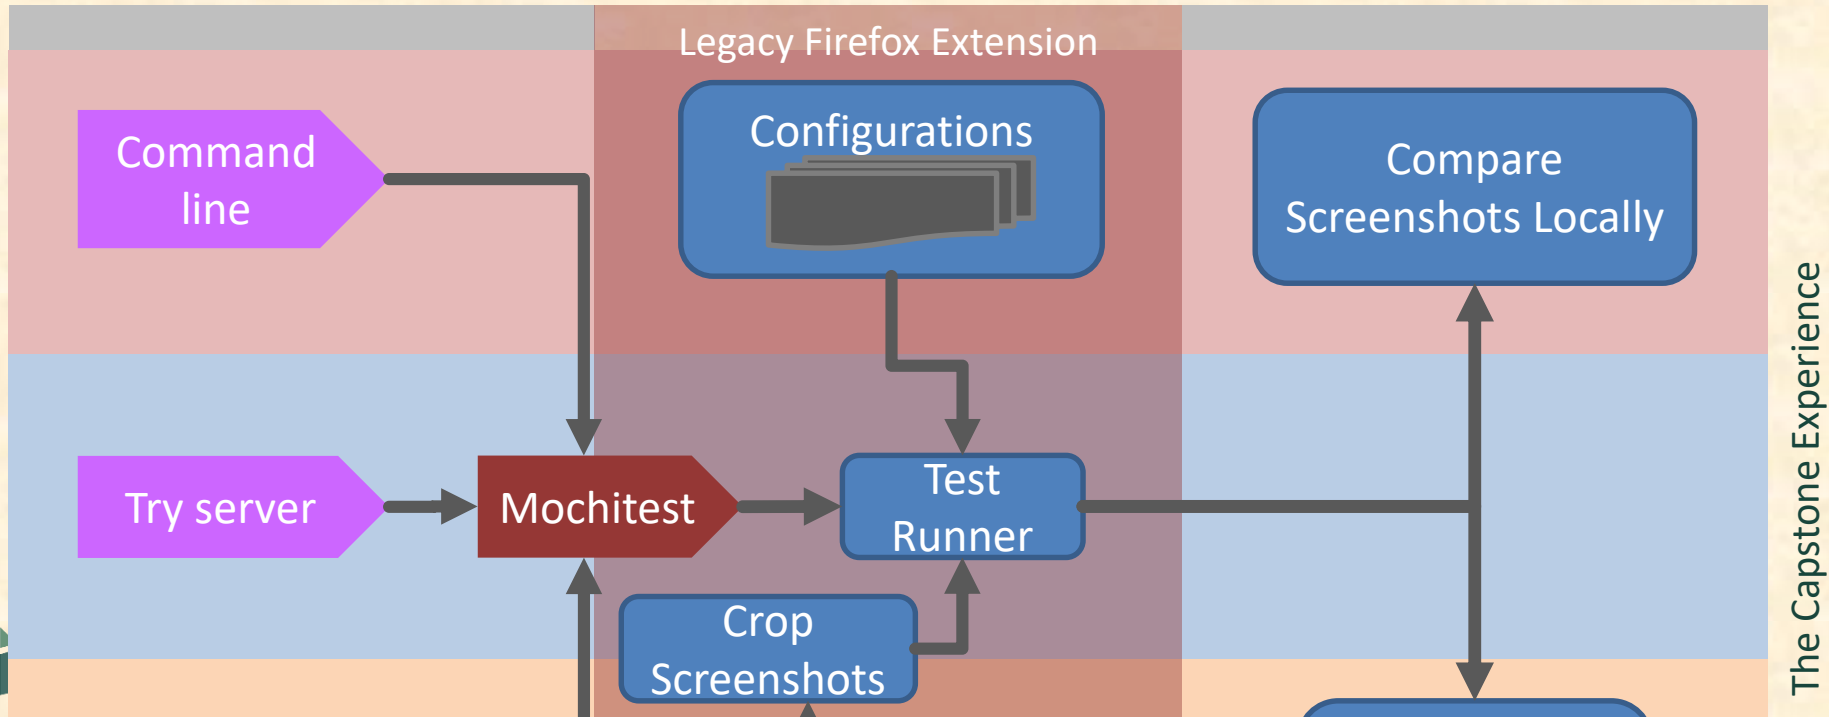 Legacy Firefox Extension
Command
line
Configurations
Compare
Screenshots Locally
Try server
Mochitest
Test
Runner
Crop
Screenshots
The Capstone Experience